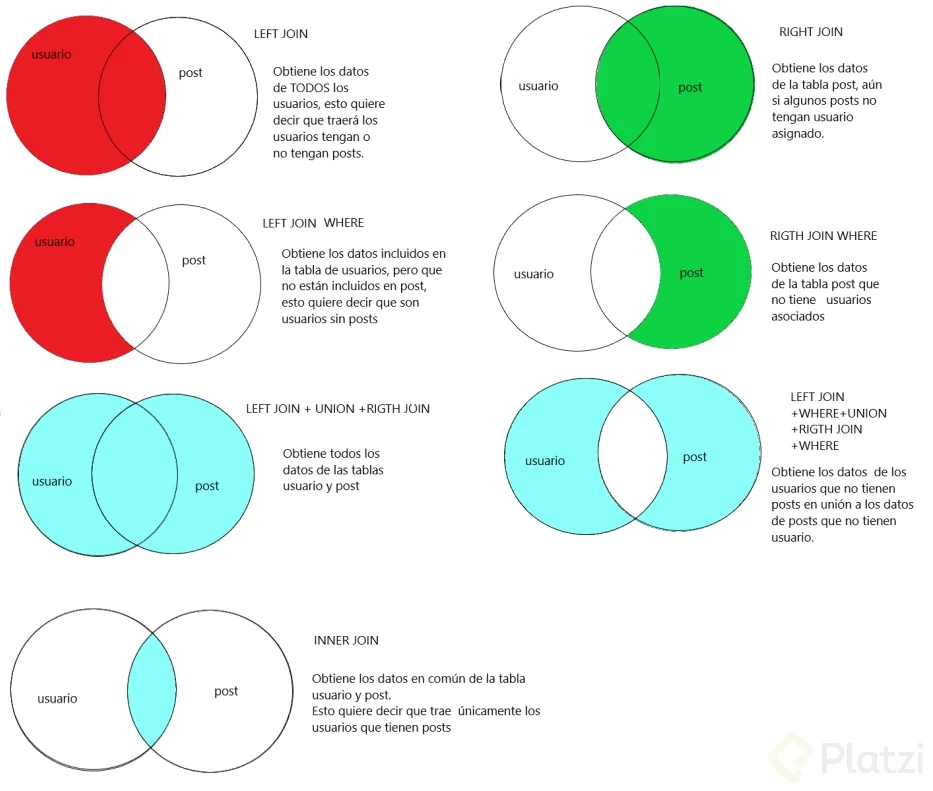 usuario
post
LEFT JOIN
Obtiene los datos
de TODOS los
usuarios, esto quiere
decir que traerá los
usuarios tengan o
no tengan posts.
usuario
post
RIGHT JOIN
Obtiene los datos
de la tabla post, aún
si algunos posts no
tengan usuario
asignado.
usuario
post
LEFT JOIN WHERE
Obtiene los datos incluidos en
la tabla de usuarios, pero que
no están incluidos en post,
esto quiere decir que son
usuarios sin posts
usuario
post
RIGTH JOIN WHERE
Obtiene los datos
de la tabla post que
no tiene usuarios
asociados
usuario
post
LEFT JOIN + UNION +RIGTH JOIN
Obtiene todos los
datos de las tablas
usuario y post
usuario
post
LEFT JOIN
+WHERE+UNION
+RIGTH JOIN
+WHERE
Obtiene los datos de los
usuarios que no tienen
posts en unión a los datos
de posts que no tienen
usuario.
usuario
post
INNER JOIN
Obtiene los datos en común de la tabla
usuario y post.
Esto quiere decir que trae únicamente los
usuarios que tienen posts
Platzi